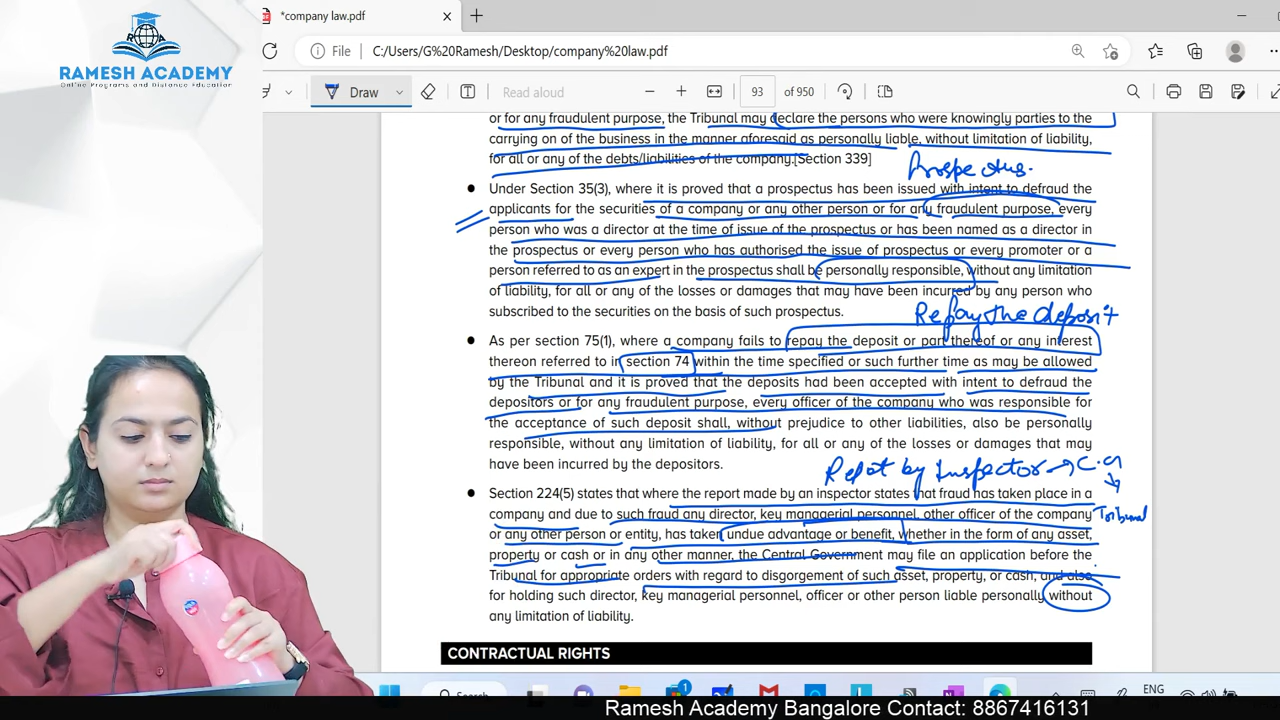 *company law.pdf
RAMESH ACADEMY
Online Programs and Distance Education
File
C:/Users/G%20Ramesh/Desktop/company%20law.pdf
Draw
Read aloud
93
of 950
or for any fraudulent purpose, the Tribunal may declare the persons who were knowingly parties to the
carrying on of the business in the manner aforesaid as personally liable, without limitation of liability,
for all or any of the debts/liabilities of the company.[Section 339]
Prospectus.
• Under Section 35(3), where it is proved that a prospectus has been issued with intent to defraud the
applicants for the securities of a company or any other person or for any fraudulent purpose, every
person who was a director at the time of issue of the prospectus or has been named as a director in
the prospectus or every person who has authorised the issue of prospectus or every promoter or a
person referred to as an expert in the prospectus shall be personally responsible, without any limitation
of liability, for all or any of the losses or damages that may have been incurred by any person who
subscribed to the securities on the basis of such prospectus.
Repay the deposit
• As per section 75(1), where a company fails to repay the deposit or part thereof or any interest
thereon referred to in section 74 within the time specified or such further time as may be allowed
by the Tribunal and it is proved that the deposits had been accepted with intent to defraud the
depositors or for any fraudulent purpose, every officer of the company who was responsible for
the acceptance of such deposit shall, without prejudice to other liabilities, also be personally
responsible, without any limitation of liability, for all or any of the losses or damages that may
have been incurred by the depositors.
Repot by Inspector → C.G
• Section 224(5) states that where the report made by an inspector states that fraud has taken place in a
company and due to such fraud any director, key managerial personnel, other officer of the company
Tribunal
or any other person or entity, has taken undue advantage or benefit, whether in the form of any asset,
property or cash or in any other manner, the Central Government may file an application before the
Tribunal for appropriate orders with regard to disgorgement of such asset, property, or cash, and also
for holding such director, key managerial personnel, officer or other person liable personally without
any limitation of liability.
CONTRACTUAL RIGHTS
Search
ENG
Ramesh Academy Bangalore Contact: 8867416131